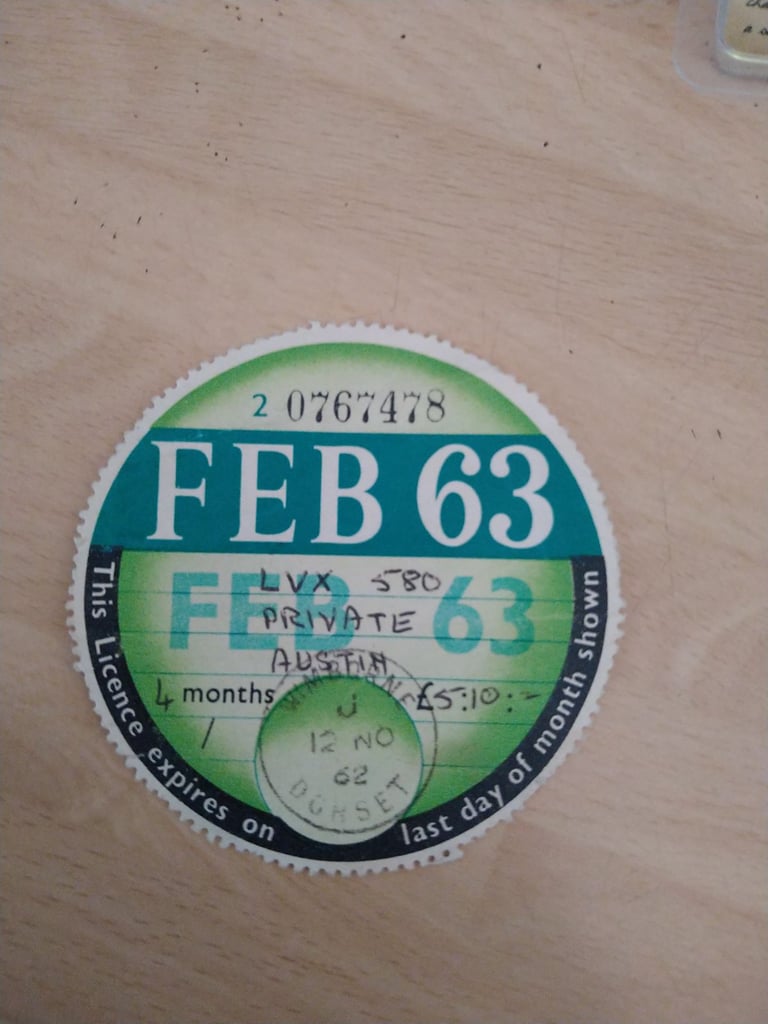 2 0767478
FEB 63
FEB 63
LVX 580
PRIVATE
AUSTIN
4 months £5:10:-
J
12 NO
62
DORSET
This Licence expires on last day of month shown